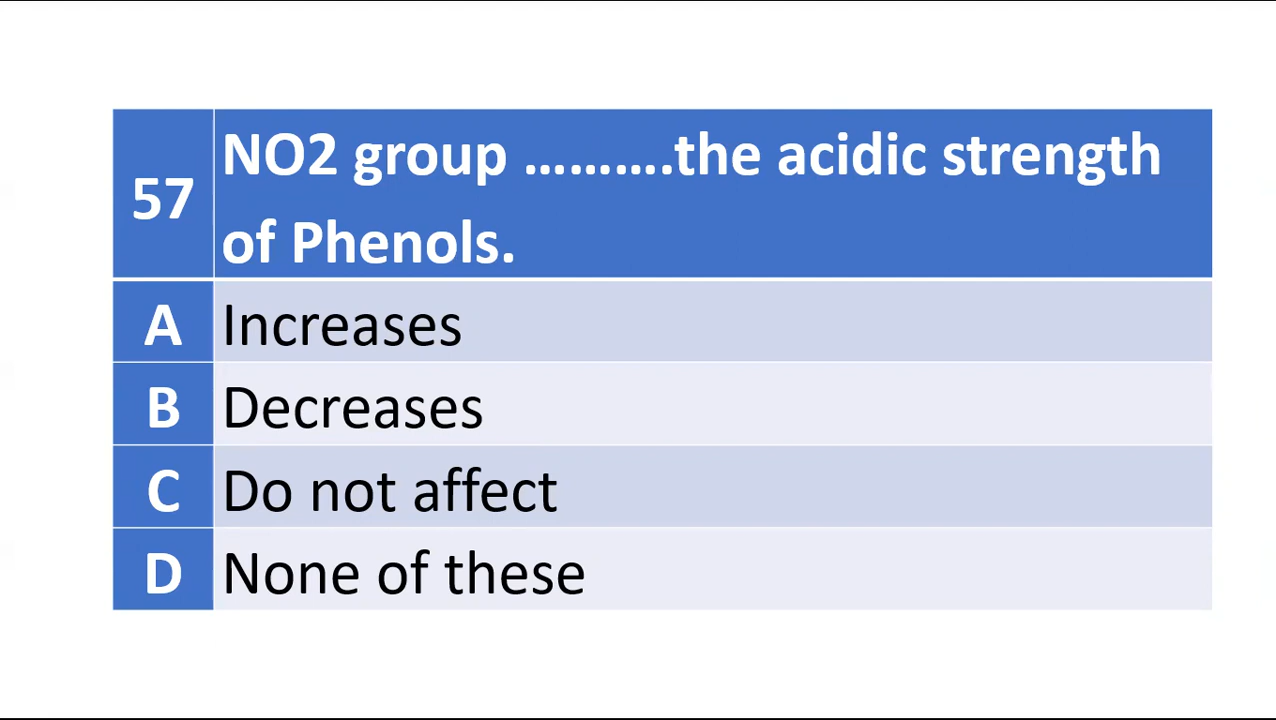 57
NO2 group ……….the acidic strength
of Phenols.
A Increases
B Decreases
C Do not affect
D None of these